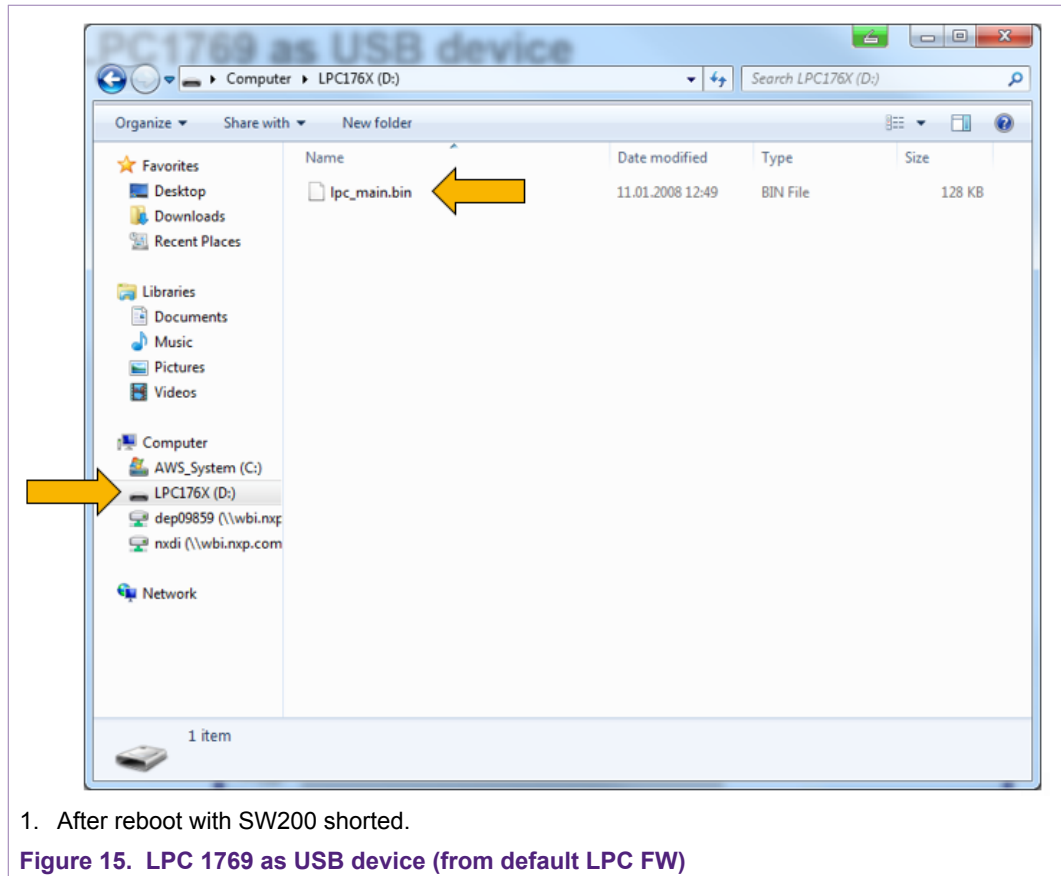 PC1769 as USB device
Computer ▸ LPC176X (D:)
Search LPC176X (D:)
Organize
Share with
New folder
Name
Date modified
Type
Size
Favorites
Desktop
Downloads
Recent Places
Libraries
Documents
Music
Pictures
Videos
Computer
AWS_System (C:)
LPC176X (D:)
dep09859 (\\wbi.nxp
nxdi (\\wbi.nxp.com
Network
lpc_main.bin
11.01.2008 12:49
BIN File
128 KB
1 item
1. After reboot with SW200 shorted.
Figure 15. LPC 1769 as USB device (from default LPC FW)